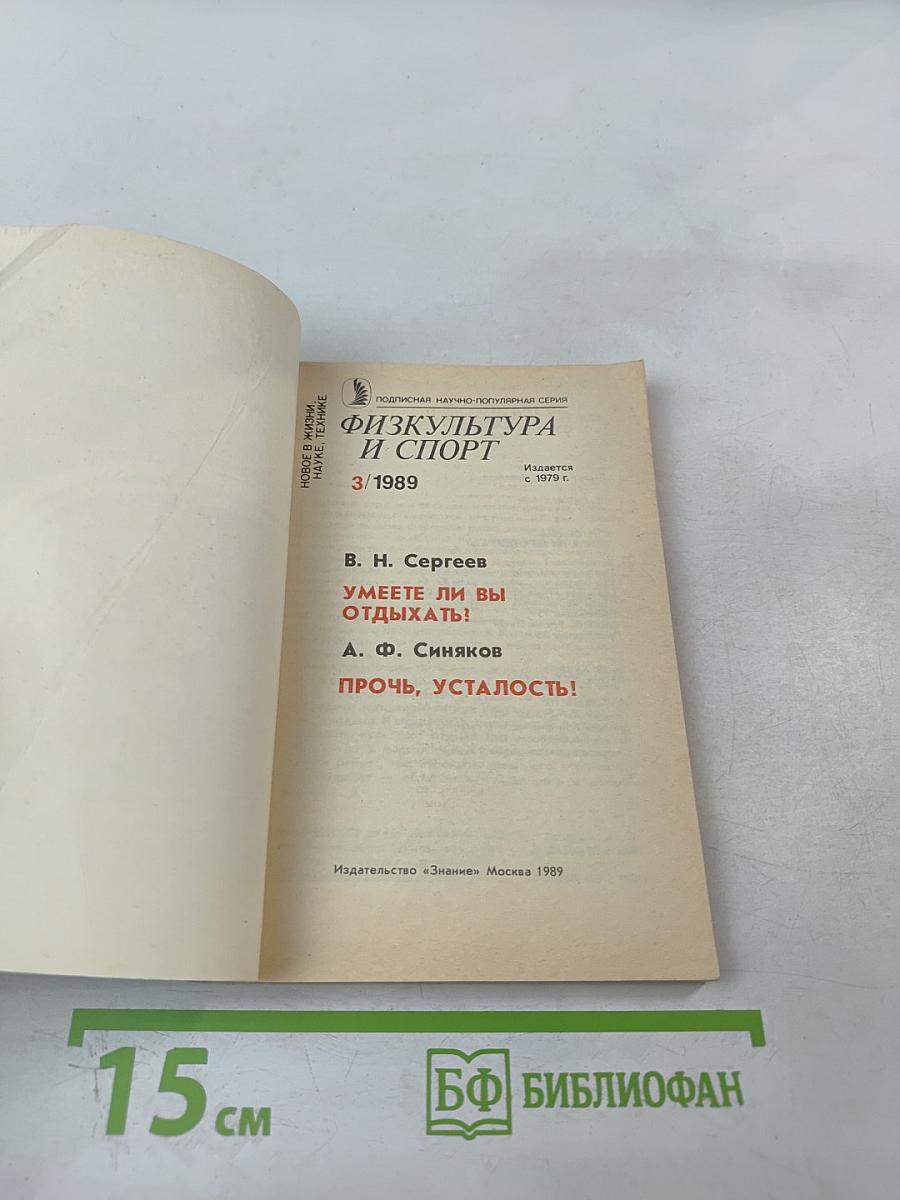 НОВОЕ В ЖИЗНИ,
НАУКЕ, ТЕХНИКЕ
ПОДПИСНАЯ НАУЧНО-ПОПУЛЯРНАЯ СЕРИЯ
ФИЗКУЛЬТУРА
И СПОРТ
Издается
с 1979 г.
3/1989
В. Н. Сергеев
УМЕЕТЕ ЛИ ВЫ
ОТДЫХАТЬ?
А. Ф. Синяков
ПРОЧЬ, УСТАЛОСТЬ!
Издательство «Знание» Москва 1989
15 см
БФ БИБЛИОФАН